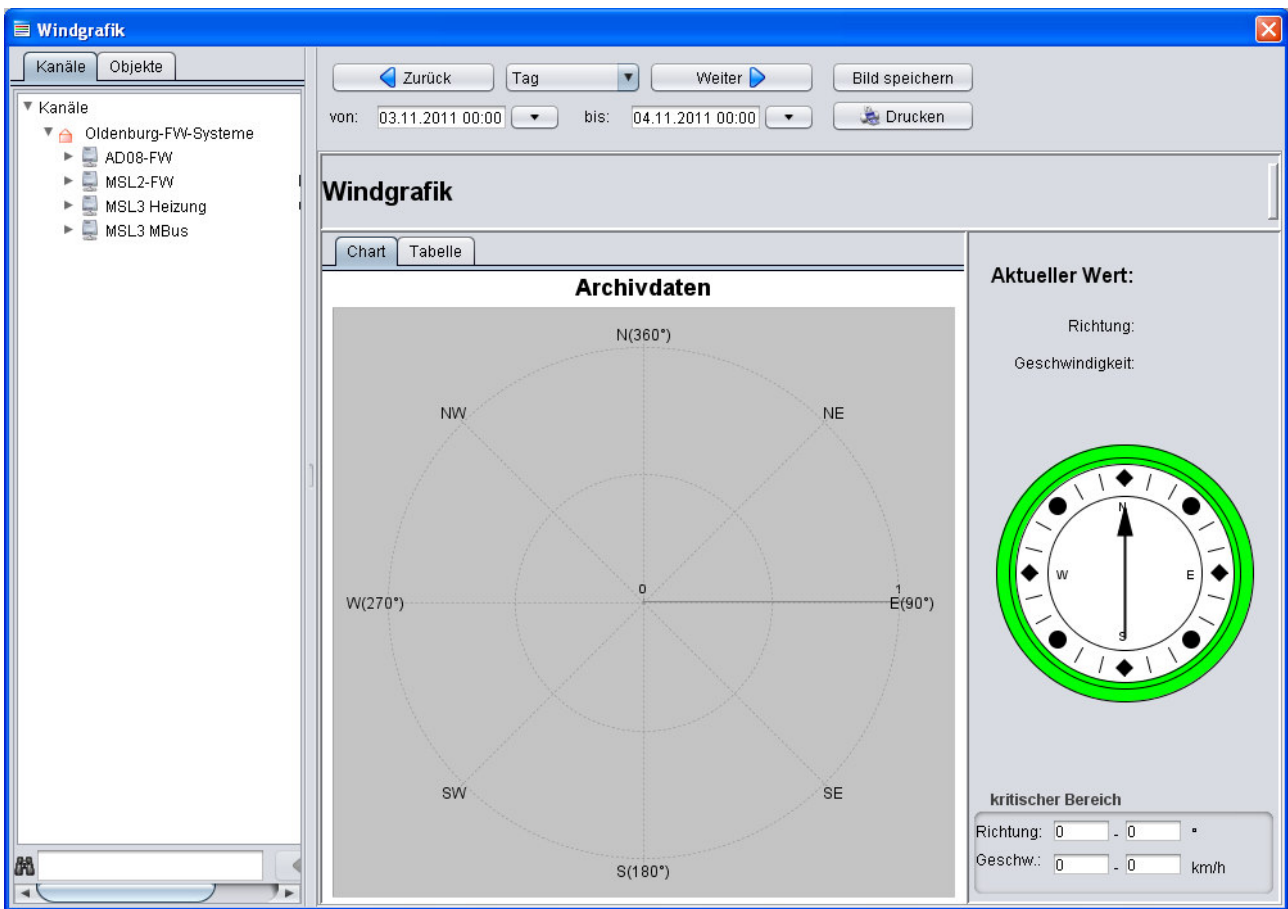 Windgrafik
Kanäle Objekte
Kanäle
Oldenburg-FW-Systeme
AD08-FW
MSL2-FW
MSL3 Heizung
MSL3 MBus
Zurück Tag Weiter Bild speichern
von: 03.11.2011 00:00 bis: 04.11.2011 00:00 Drucken
Windgrafik
Chart Tabelle
Archivdaten
N(360°)
NW NE
0 1
W(270°) E(90°)
SW SE
S(180°)
Aktueller Wert:
Richtung:
Geschwindigkeit:
N
W E
S
kritischer Bereich
Richtung: 0 - 0 °
Geschw.: 0 - 0 km/h